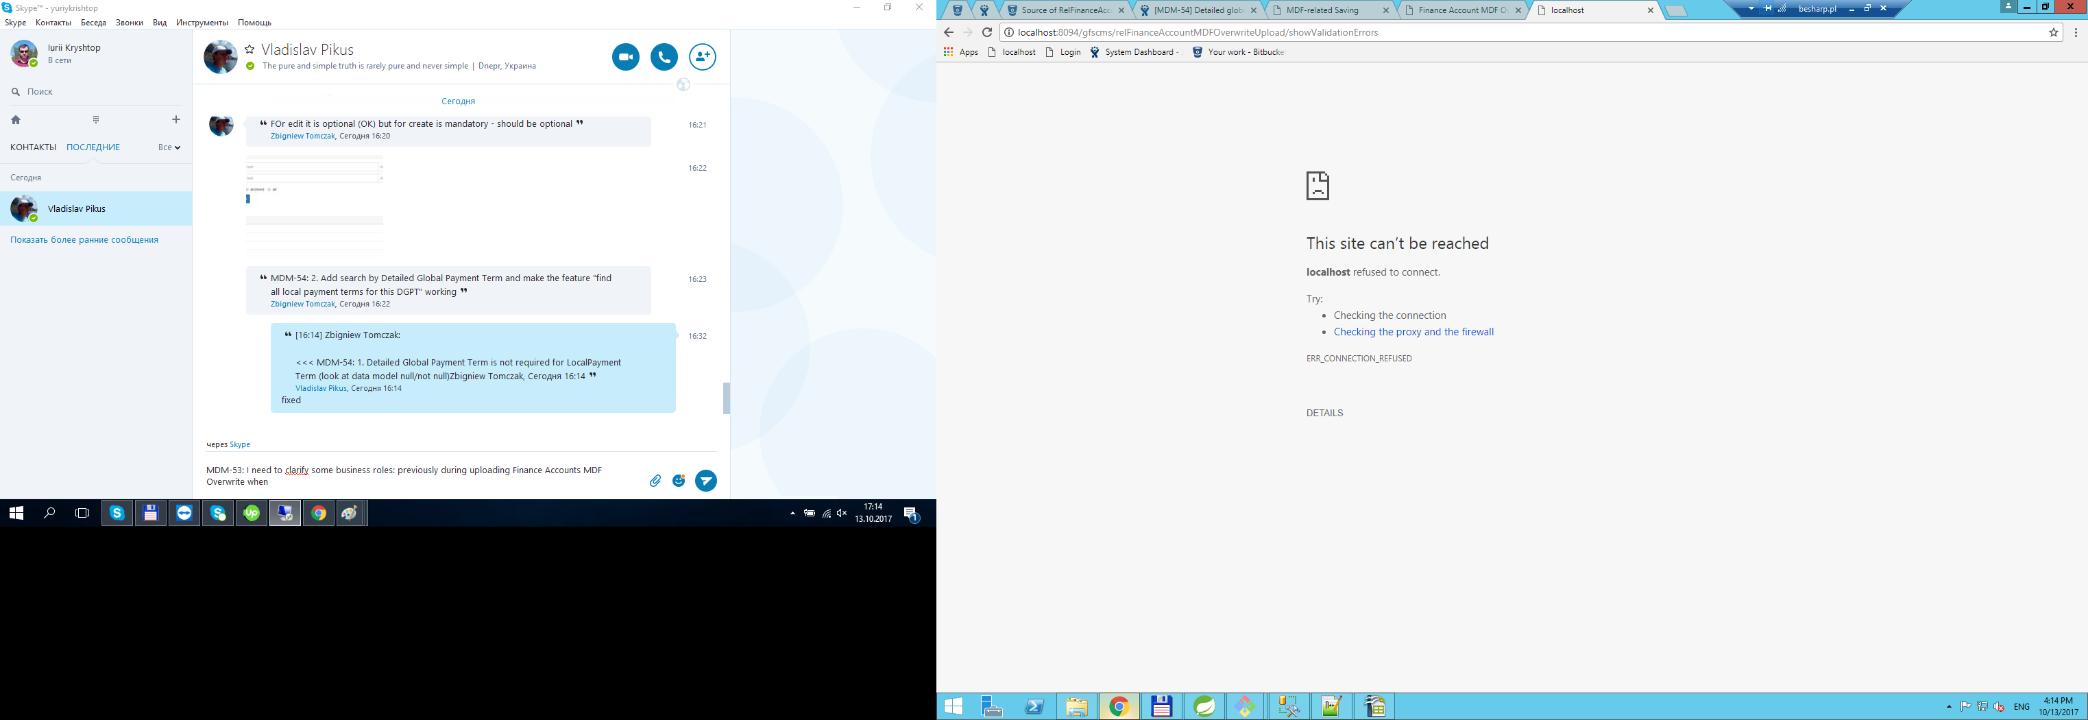 Skype™ - yuriykrishtop
Skype Контакты Беседа Звонки Вид Инструменты Помощь
Iurii Kryshtop
В сети
Поиск
КОНТАКТЫ ПОСЛЕДНИЕ Все
Сегодня
Vladislav Pikus
Показать более ранние сообщения
Vladislav Pikus
The pure and simple truth is rarely pure and never simple | Dnepr, Украина
Сегодня
❝ FOr edit it is optional (OK) but for create is mandatory - should be optional ❞ 16:21
Zbigniew Tomczak, Сегодня 16:20
16:22
❝ MDM-54: 2. Add search by Detailed Global Payment Term and make the feature "find 16:23
all local payment terms for this DGPT" working ❞
Zbigniew Tomczak, Сегодня 16:22
❝ [16:14] Zbigniew Tomczak: 16:32
<<< MDM-54: 1. Detailed Global Payment Term is not required for LocalPayment
Term (look at data model null/not null)Zbigniew Tomczak, Сегодня 16:14 ❞
Vladislav Pikus, Сегодня 16:14
fixed
через Skype
MDM-53: I need to clarify some business roles: previously during uploading Finance Accounts MDF
Overwrite when
17:14
13.10.2017
1
Source of RelFinanceAcc [MDM-54] Detailed glob MDF-related Saving Finance Account MDF O localhost besharp.pl
localhost:8094/gfscms/relFinanceAccountMDFOverwriteUpload/showValidationErrors
Apps localhost Login System Dashboard - Your work - Bitbucke
This site can't be reached
localhost refused to connect.
Try:
• Checking the connection
• Checking the proxy and the firewall
ERR_CONNECTION_REFUSED
DETAILS
ENG 4:14 PM
10/13/2017